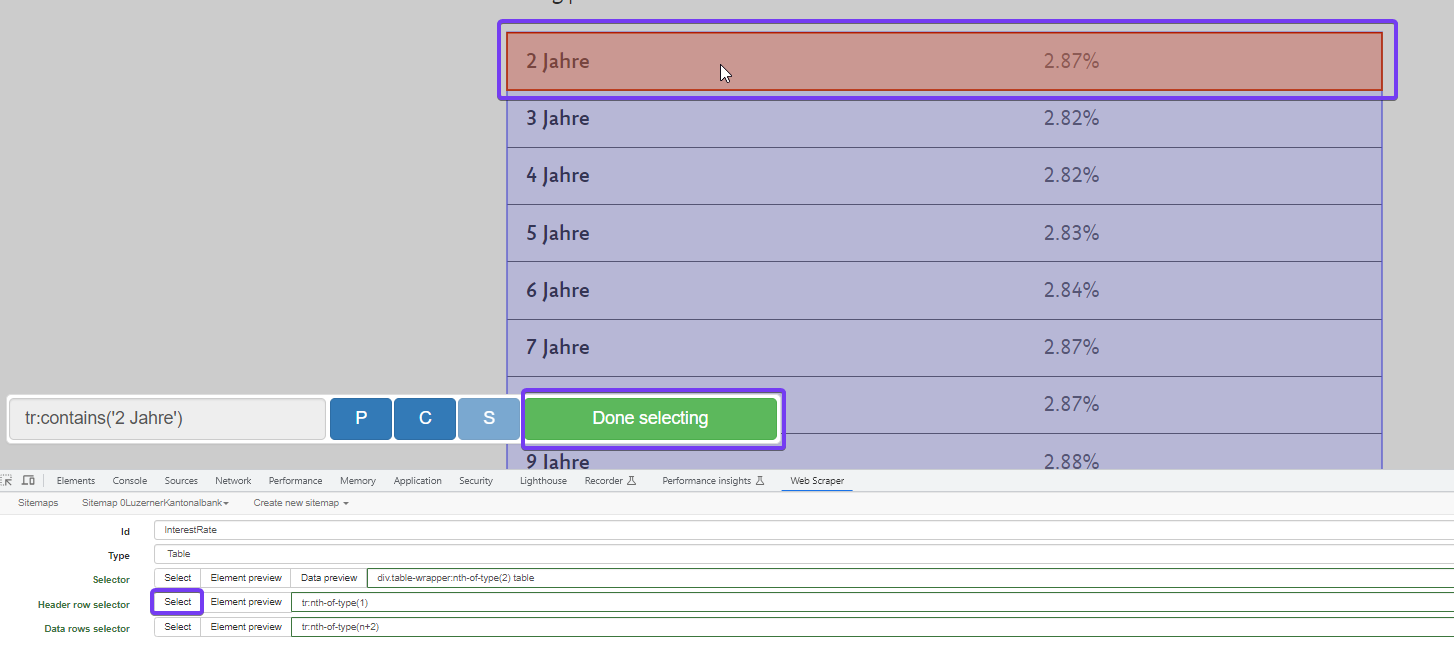 2 Jahre 2.87%
3 Jahre 2.82%
4 Jahre 2.82%
5 Jahre 2.83%
6 Jahre 2.84%
7 Jahre 2.87%
2.87%
9 Jahre 2.88%
tr:contains('2 Jahre') P C S Done selecting
Elements Console Sources Network Performance Memory Application Security Lighthouse Recorder Performance insights Web Scraper
Sitemaps Sitemap 0LuzernerKantonalbank Create new sitemap
Id InterestRate
Type Table
Selector Select Element preview Data preview div.table-wrapper:nth-of-type(2) table
Header row selector Select Element preview tr:nth-of-type(1)
Data rows selector Select Element preview tr:nth-of-type(n+2)